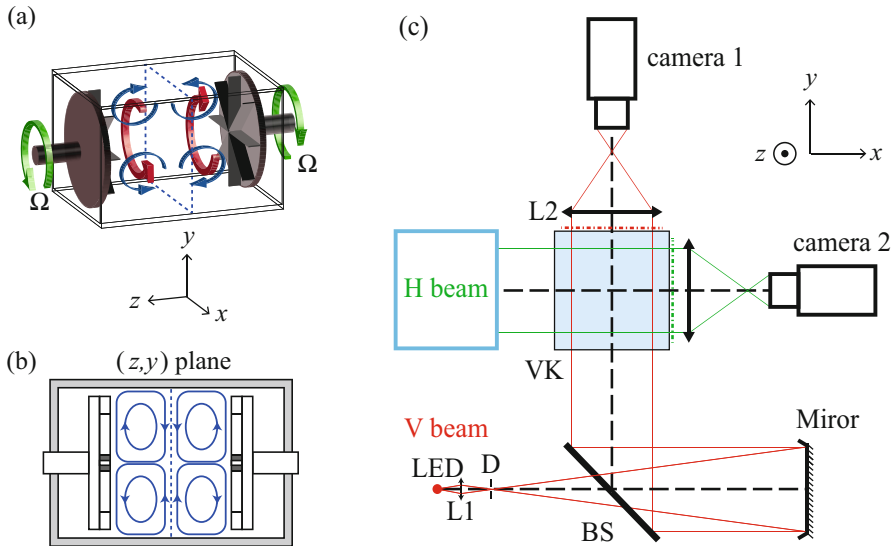 (a)
Ω
Ω
y
z
x
(b)
(z,y) plane
(c)
camera 1
y
z
x
L2
camera 2
H beam
VK
V beam
Miror
LED
D
L1
BS